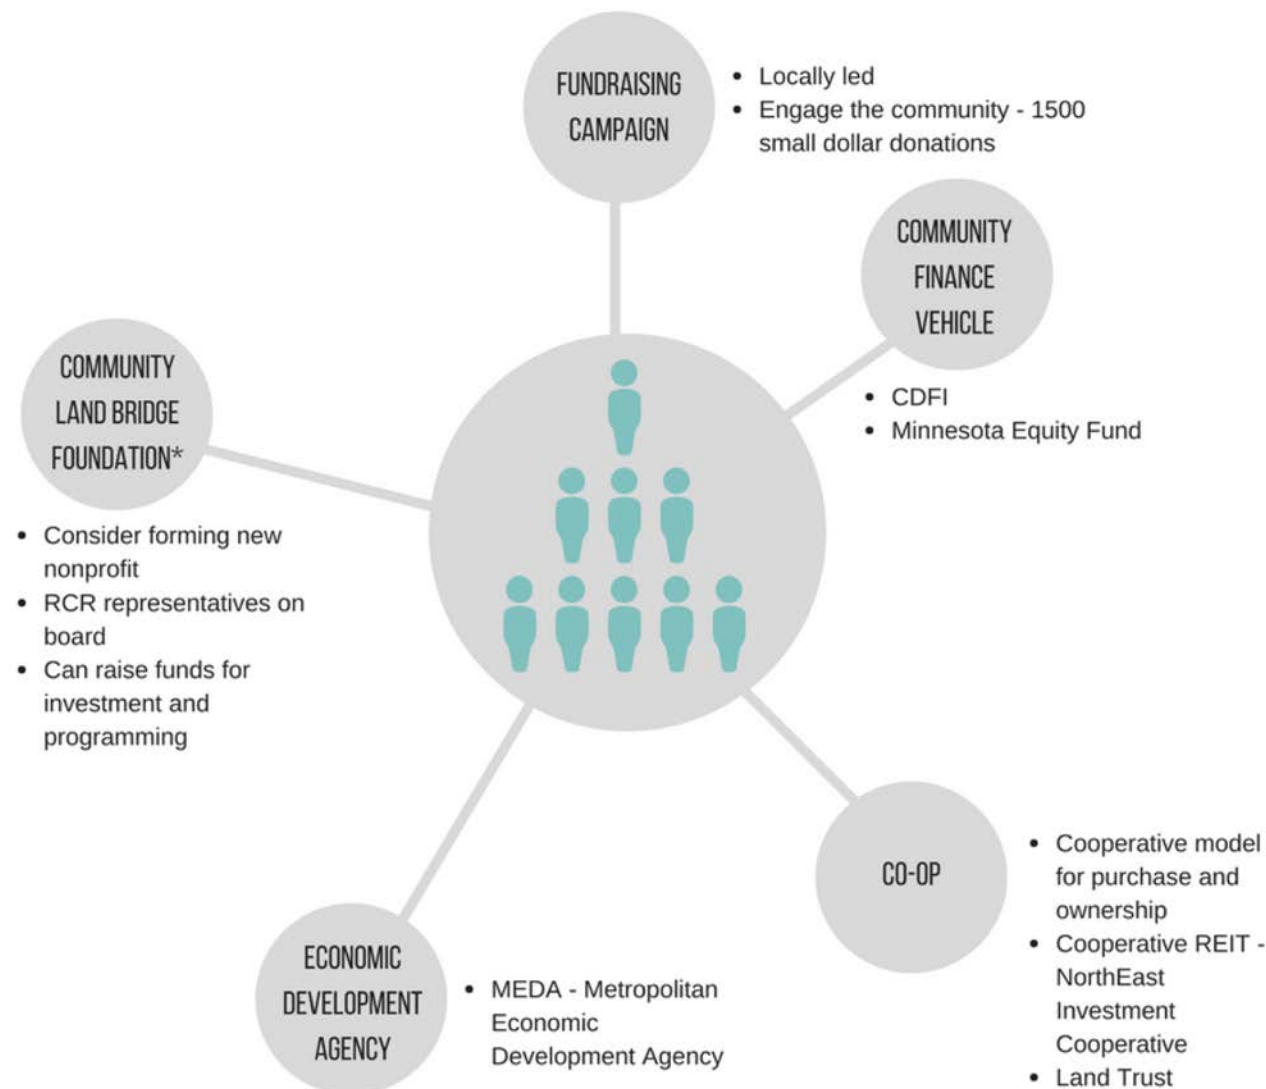 FUNDRAISING
CAMPAIGN
• Locally led
• Engage the community - 1500
small dollar donations
COMMUNITY
FINANCE
VEHICLE
• CDFI
• Minnesota Equity Fund
COMMUNITY
LAND BRIDGE
FOUNDATION*
• Consider forming new
nonprofit
• RCR representatives on
board
• Can raise funds for
investment and
programming
CO-OP
• Cooperative model
for purchase and
ownership
• Cooperative REIT -
NorthEast
Investment
Cooperative
• Land Trust
ECONOMIC
DEVELOPMENT
AGENCY
• MEDA - Metropolitan
Economic
Development Agency